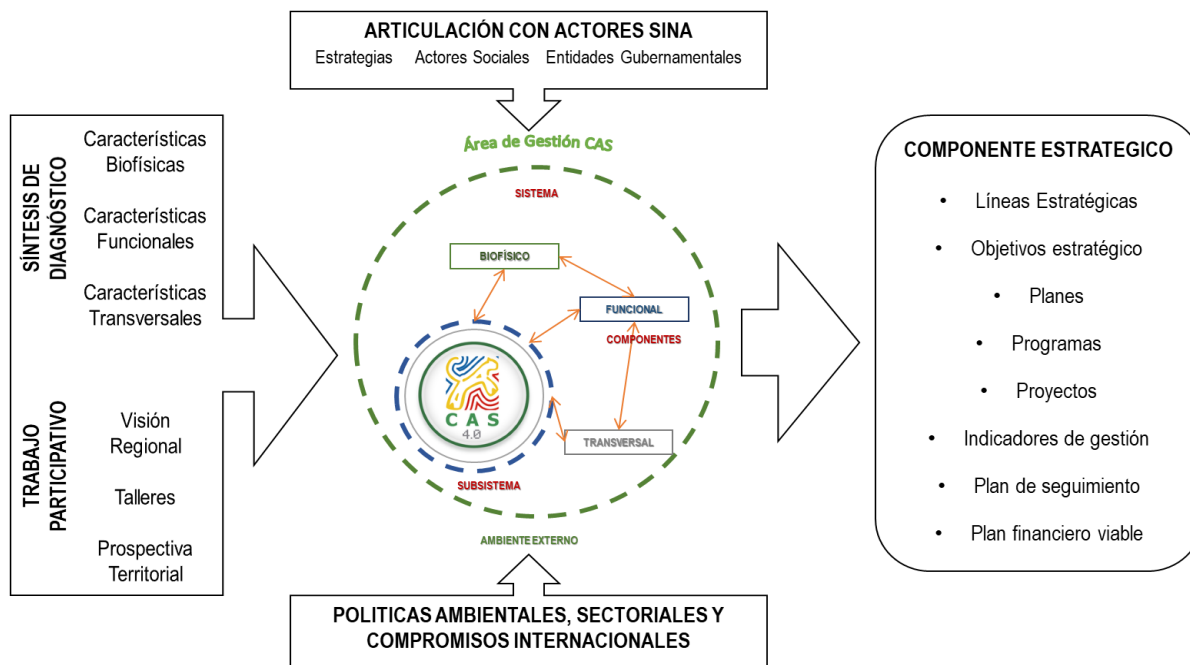 ARTICULACIÓN CON ACTORES SINA
Estrategias Actores Sociales Entidades Gubernamentales
SÍNTESIS DE
DIAGNÓSTICO
Características
Biofísicas
Características
Funcionales
Características
Transversales
TRABAJO
PARTICIPATIVO
Visión
Regional
Talleres
Prospectiva
Territorial
Área de Gestión CAS
SISTEMA
BIOFÍSICO
FUNCIONAL
COMPONENTES
CAS
4.0
TRANSVERSAL
SUBSISTEMA
AMBIENTE EXTERNO
POLITICAS AMBIENTALES, SECTORIALES Y
COMPROMISOS INTERNACIONALES
COMPONENTE ESTRATEGICO
• Líneas Estratégicas
• Objetivos estratégico
• Planes
• Programas
• Proyectos
• Indicadores de gestión
• Plan de seguimiento
• Plan financiero viable